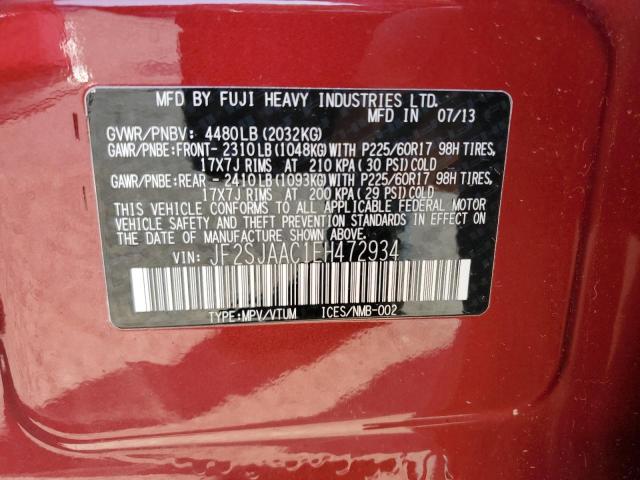 MFD BY FUJI HEAVY INDUSTRIES LTD.
MFD IN 07/13
GVWR/PNBV: 4480LB(2032KG)
GAWR/PNBE:FRONT- 2310LB(1048KG)WITH P225/60R17 98H TIRES,
17X7J RIMS AT 210 KPA(30 PSI)COLD
GAWR/PNBE:REAR - 2410LB(1093KG)WITH P225/60R17 98H TIRES,
17X7J RIMS AT 200 KPA(29 PSI)COLD
THIS VEHICLE CONFORMS TO ALL APPLICABLE FEDERAL MOTOR
VEHICLE SAFETY AND THEFT PREVENTION STANDARDS IN EFFECT
ON THE DATE OF MANUFACTURE SHOWN ABOVE.
VIN: JF2SJAAC1EH472934
TYPE:MPV/VTUM ICES/NMB-002